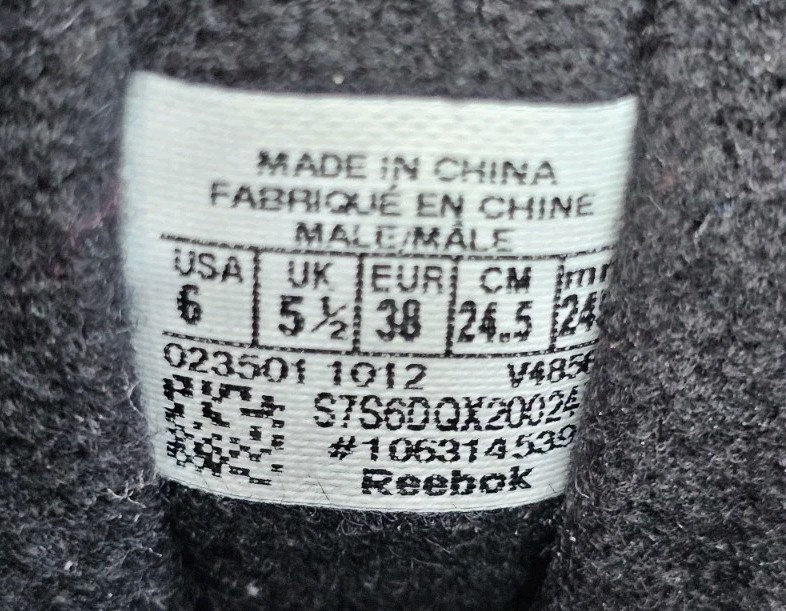 MADE IN CHINA
FABRIQUÉ EN CHINE
MALE/MÂLE
USA UK EUR CM
6 5½ 38 24.5
023501 1012
S7S6DQX20024
#106314539
Reebok